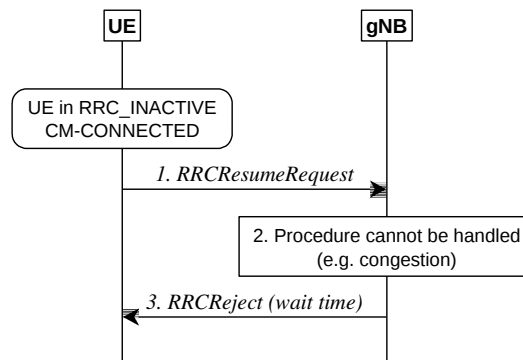 UE
gNB
UE in RRC_INACTIVE
CM-CONNECTED
1. RRCResumeRequest
2. Procedure cannot be handled
(e.g. congestion)
3. RRCReject (wait time)